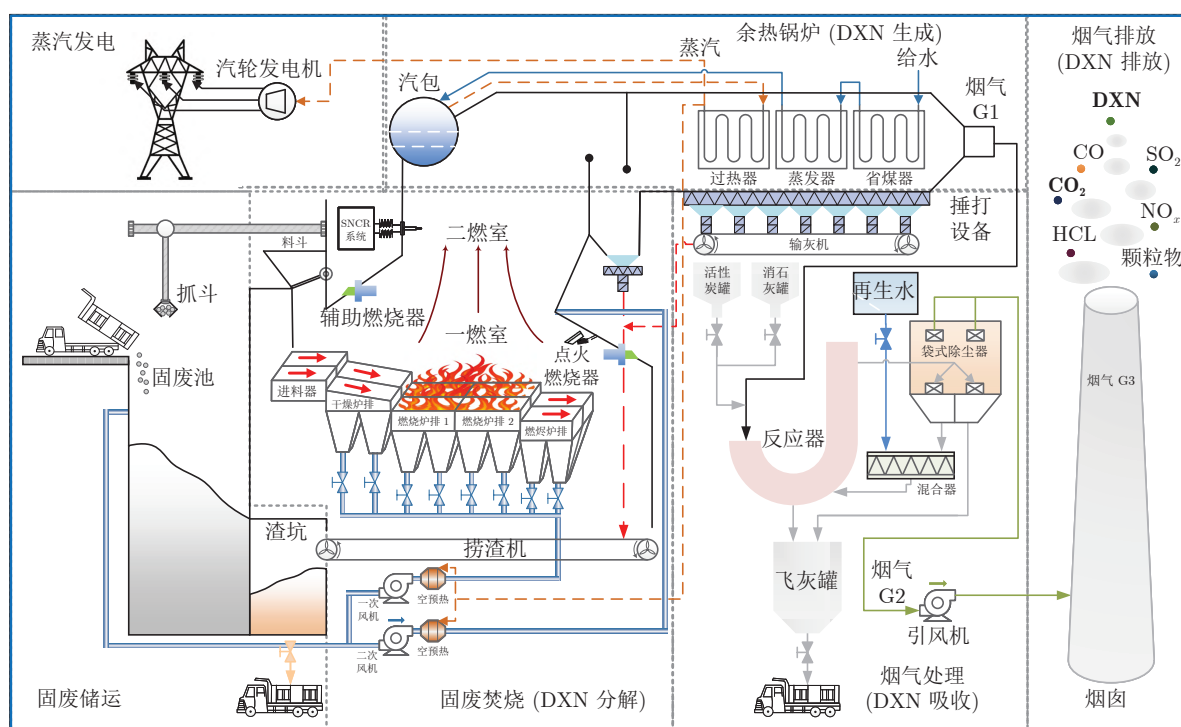 蒸汽发电
汽轮发电机
汽包
蒸汽
余热锅炉 (DXN 生成)
给水
烟气
G1
过热器
蒸发器
省煤器
捶打
设备
输灰机
烟气排放
(DXN 排放)
DXN
CO
SO₂
CO₂
NOₓ
HCL
颗粒物
烟气 G3
烟囱
料斗
SNCR
系统
抓斗
二燃室
辅助燃烧器
一燃室
点火
燃烧器
固废池
进料器
干燥炉排
燃烧炉排 1
燃烧炉排 2
燃烬炉排
渣坑
捞渣机
一次
风机
空预热
二次
风机
空预热
固废储运
固废焚烧 (DXN 分解)
活性
炭罐
消石
灰罐
再生水
袋式除尘器
反应器
混合器
飞灰罐
烟气
G2
引风机
烟气处理
(DXN 吸收)